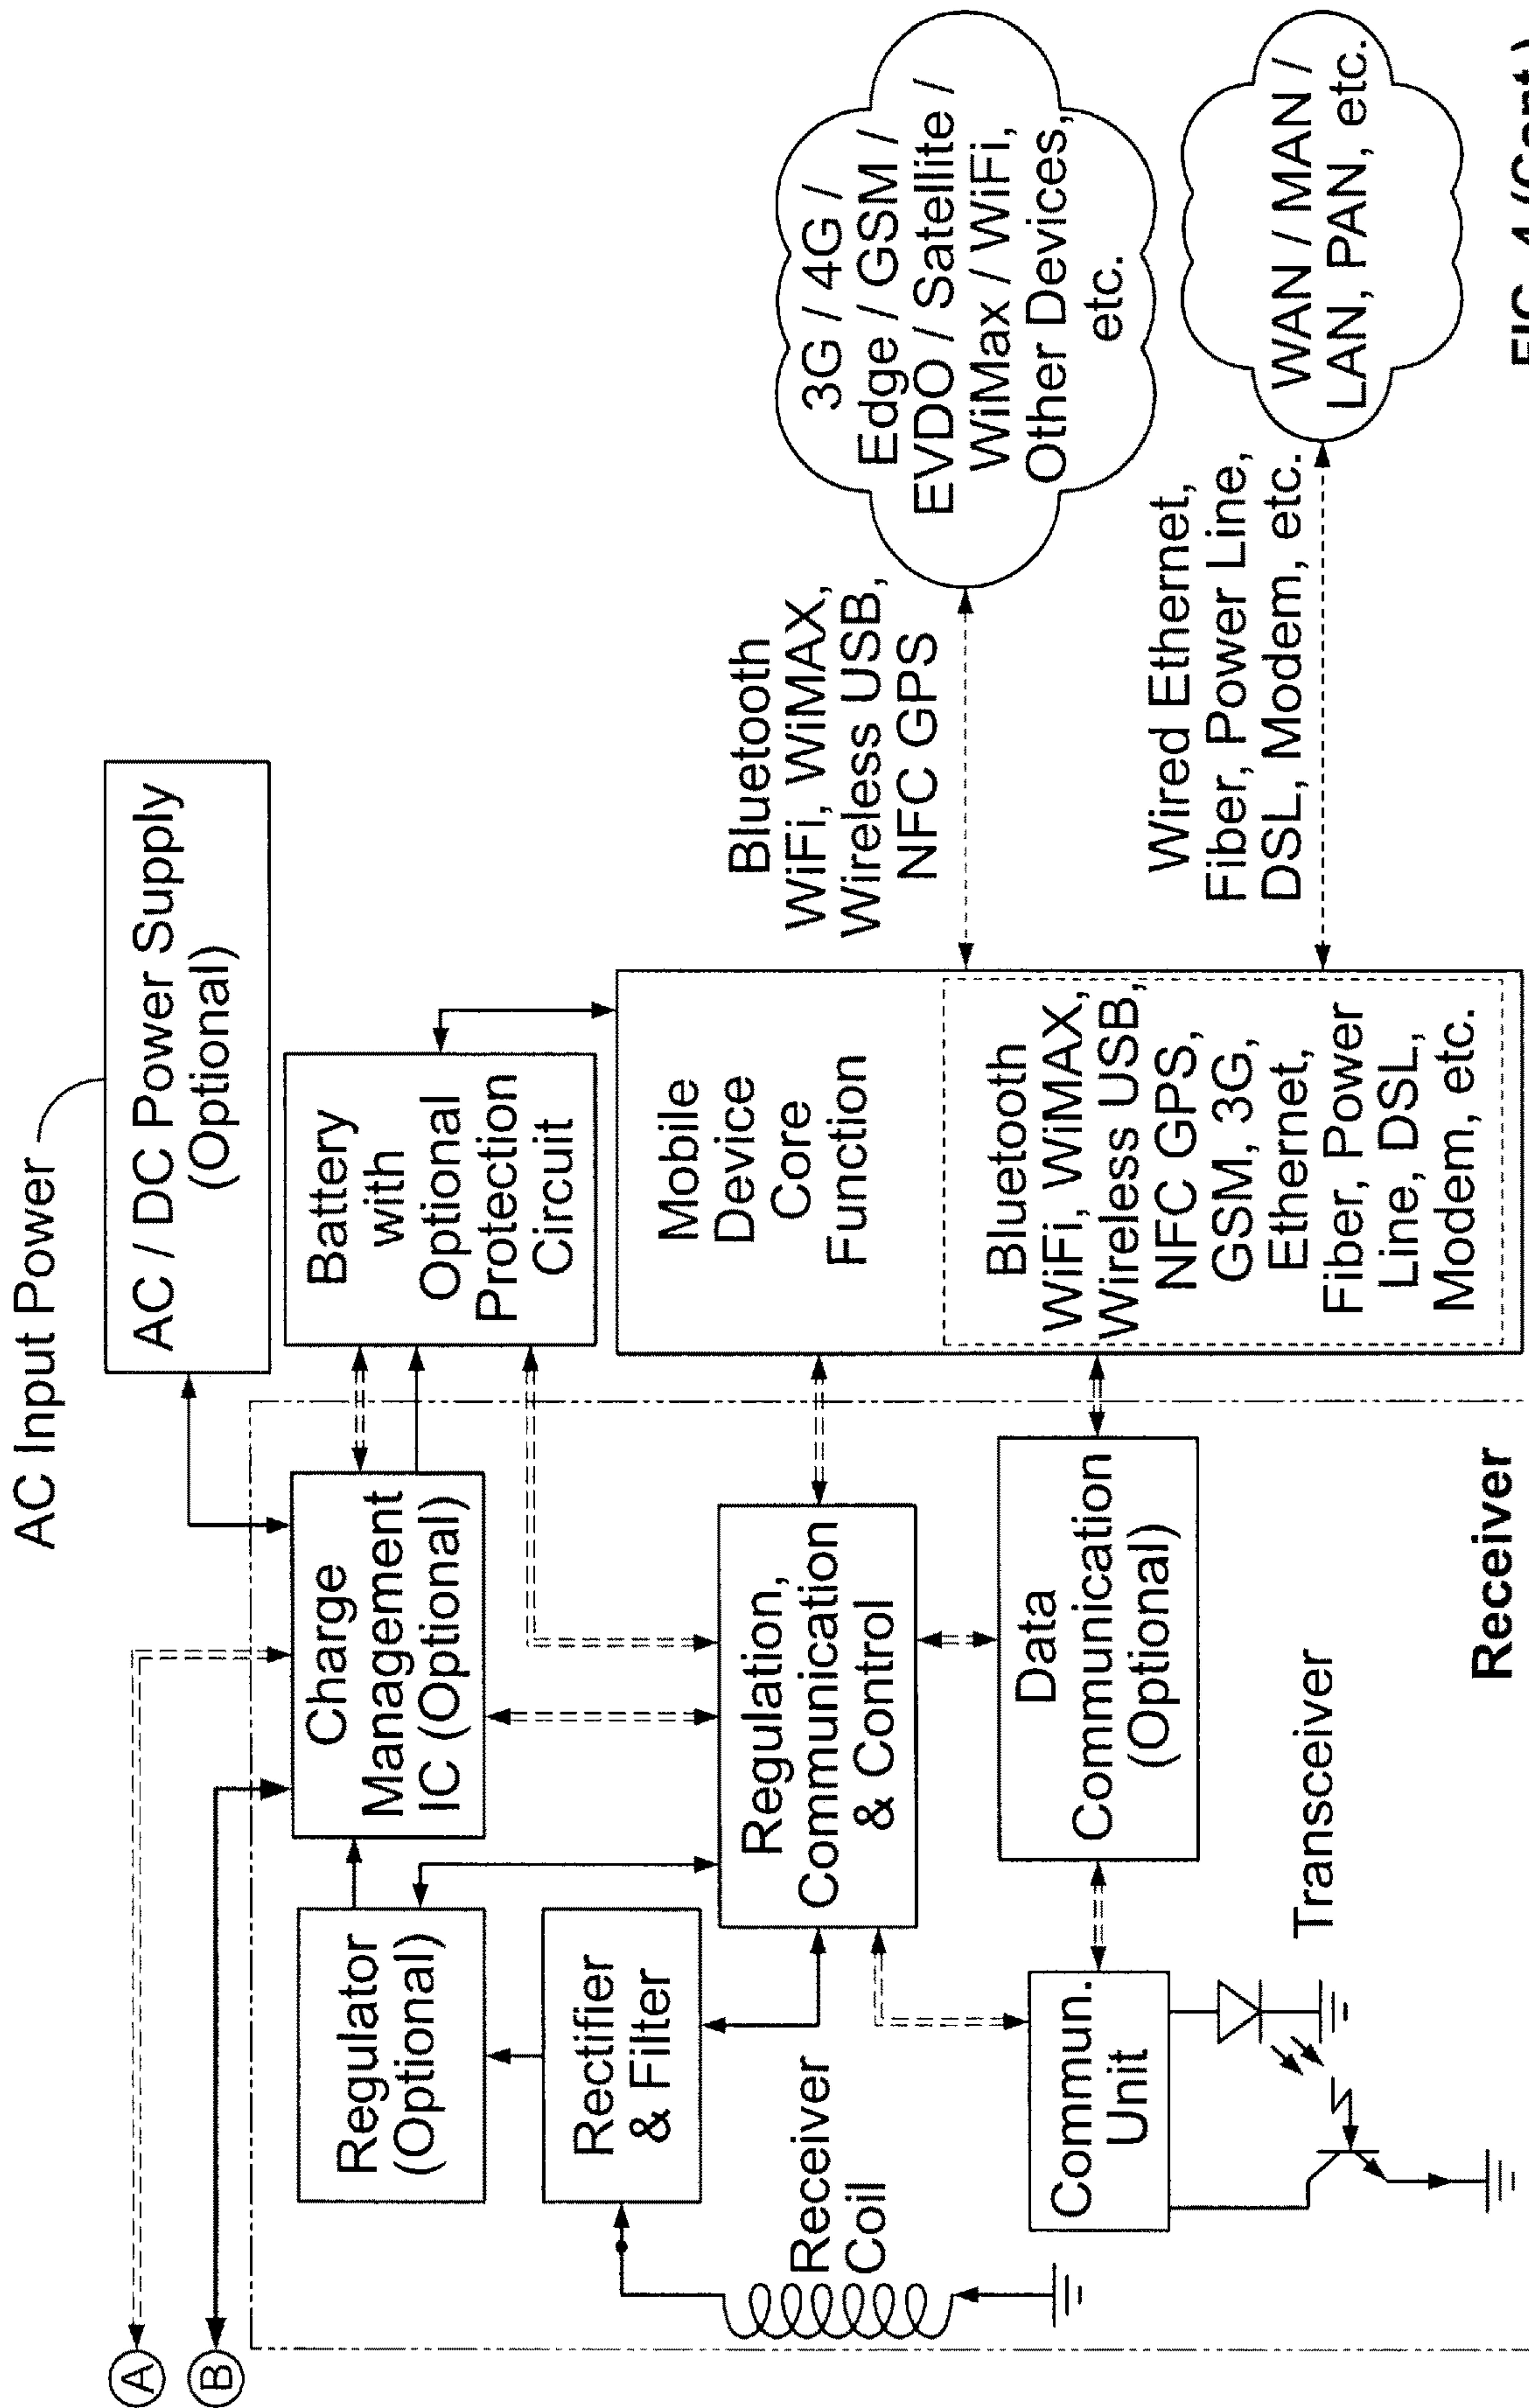 AC Input Power
AC / DC Power Supply
(Optional)
A
B
Charge
Management
IC (Optional)
Battery
with
Optional
Protection
Circuit
Regulator
(Optional)
Rectifier
& Filter
Receiver
Coil
Regulation,
Communication
& Control
Mobile
Device
Core
Function
Bluetooth
WiFi, WiMAX,
Wireless USB,
NFC GPS,
GSM, 3G,
Ethernet,
Fiber, Power
Line, DSL,
Modem, etc.
Data
Communication
(Optional)
Commun.
Unit
Transceiver
Receiver
Bluetooth
WiFi, WiMAX,
Wireless USB,
NFC GPS
3G / 4G /
Edge / GSM /
EVDO / Satellite /
WiMax / WiFi,
Other Devices,
etc.
Wired Ethernet,
Fiber, Power Line,
DSL, Modem, etc.
WAN / MAN /
LAN, PAN, etc.